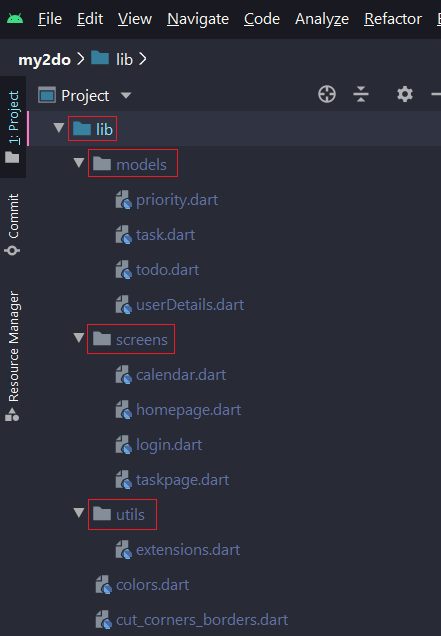 File Edit View Navigate Code Analyze Refactor
my2do lib
Project
1: Project
Commit
Resource Manager
lib
models
priority.dart
task.dart
todo.dart
userDetails.dart
screens
calendar.dart
homepage.dart
login.dart
taskpage.dart
utils
extensions.dart
colors.dart
cut_corners_borders.dart